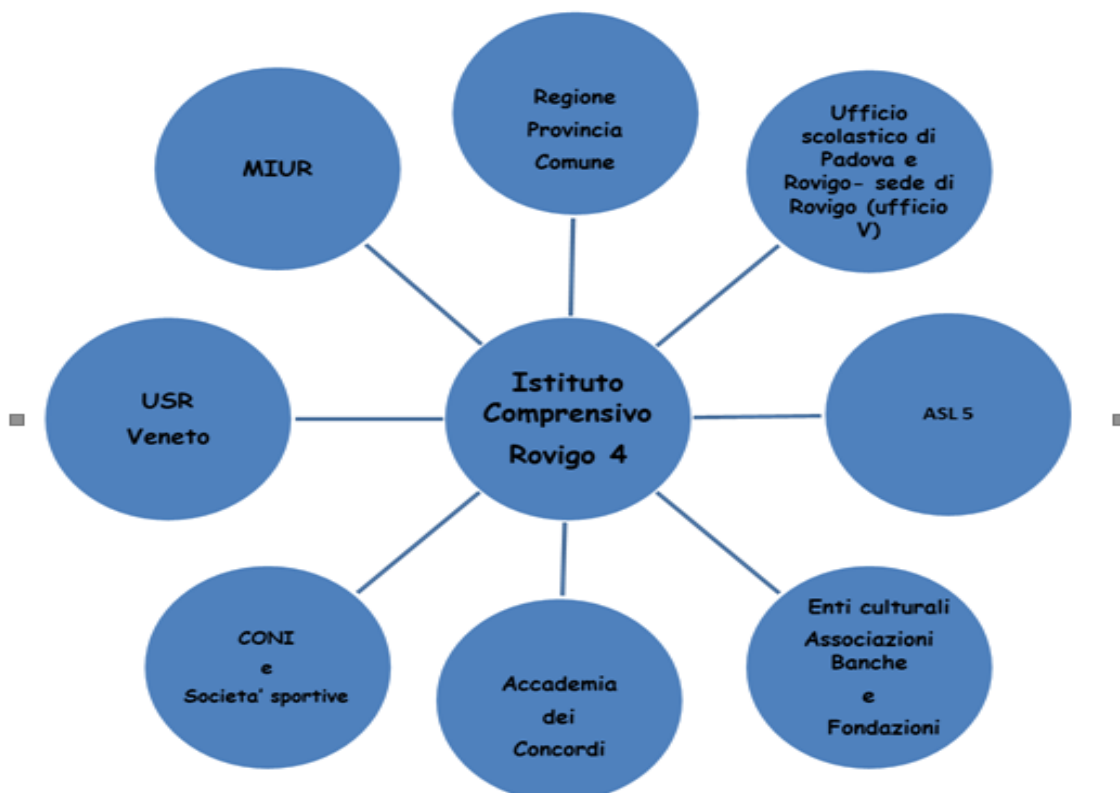 Regione
Provincia
Comune
Ufficio
scolastico di
Padova e
Rovigo- sede di
Rovigo (ufficio
V)
MIUR
Istituto
Comprensivo
Rovigo 4
USR
Veneto
ASL 5
CONI
e
Societa' sportive
Accademia
dei
Concordi
Enti culturali
Associazioni
Banche
e
Fondazioni